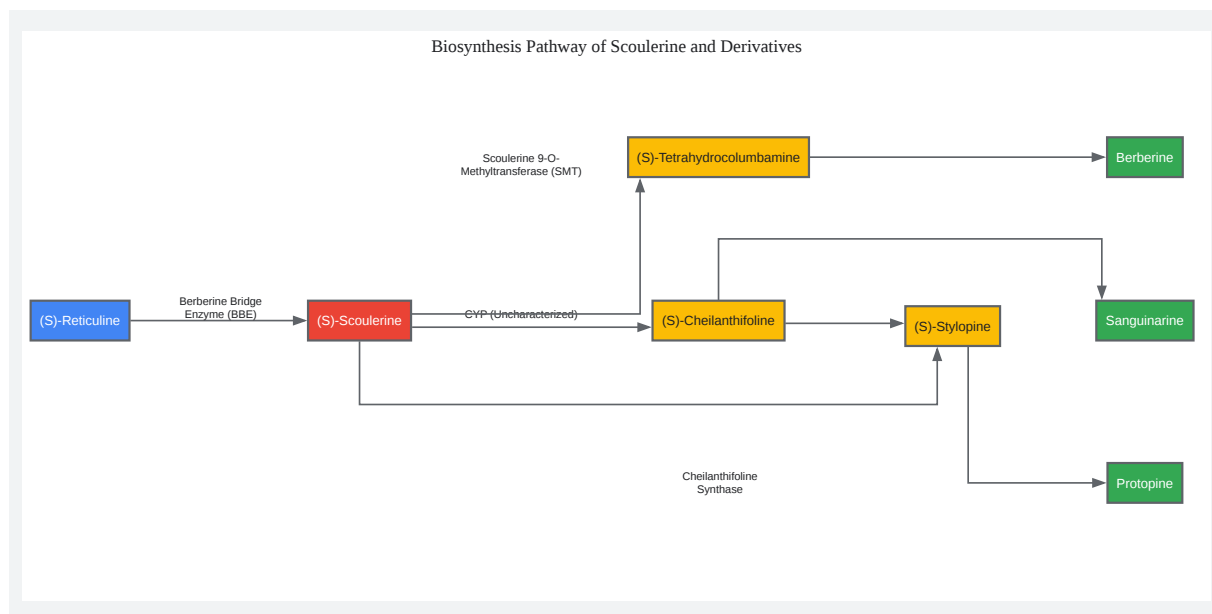 Biosynthesis Pathway of Scoulerine and Derivatives
Scoulerine 9-O-
Methyltransferase (SMT)
(S)-Tetrahydrocolumbamine
Berberine
(S)-Reticuline
Berberine Bridge
Enzyme (BBE)
(S)-Scoulerine
CYP (Uncharacterized)
(S)-Cheilanthifoline
(S)-Stylopine
Sanguinarine
Cheilanthifoline
Synthase
Protopine